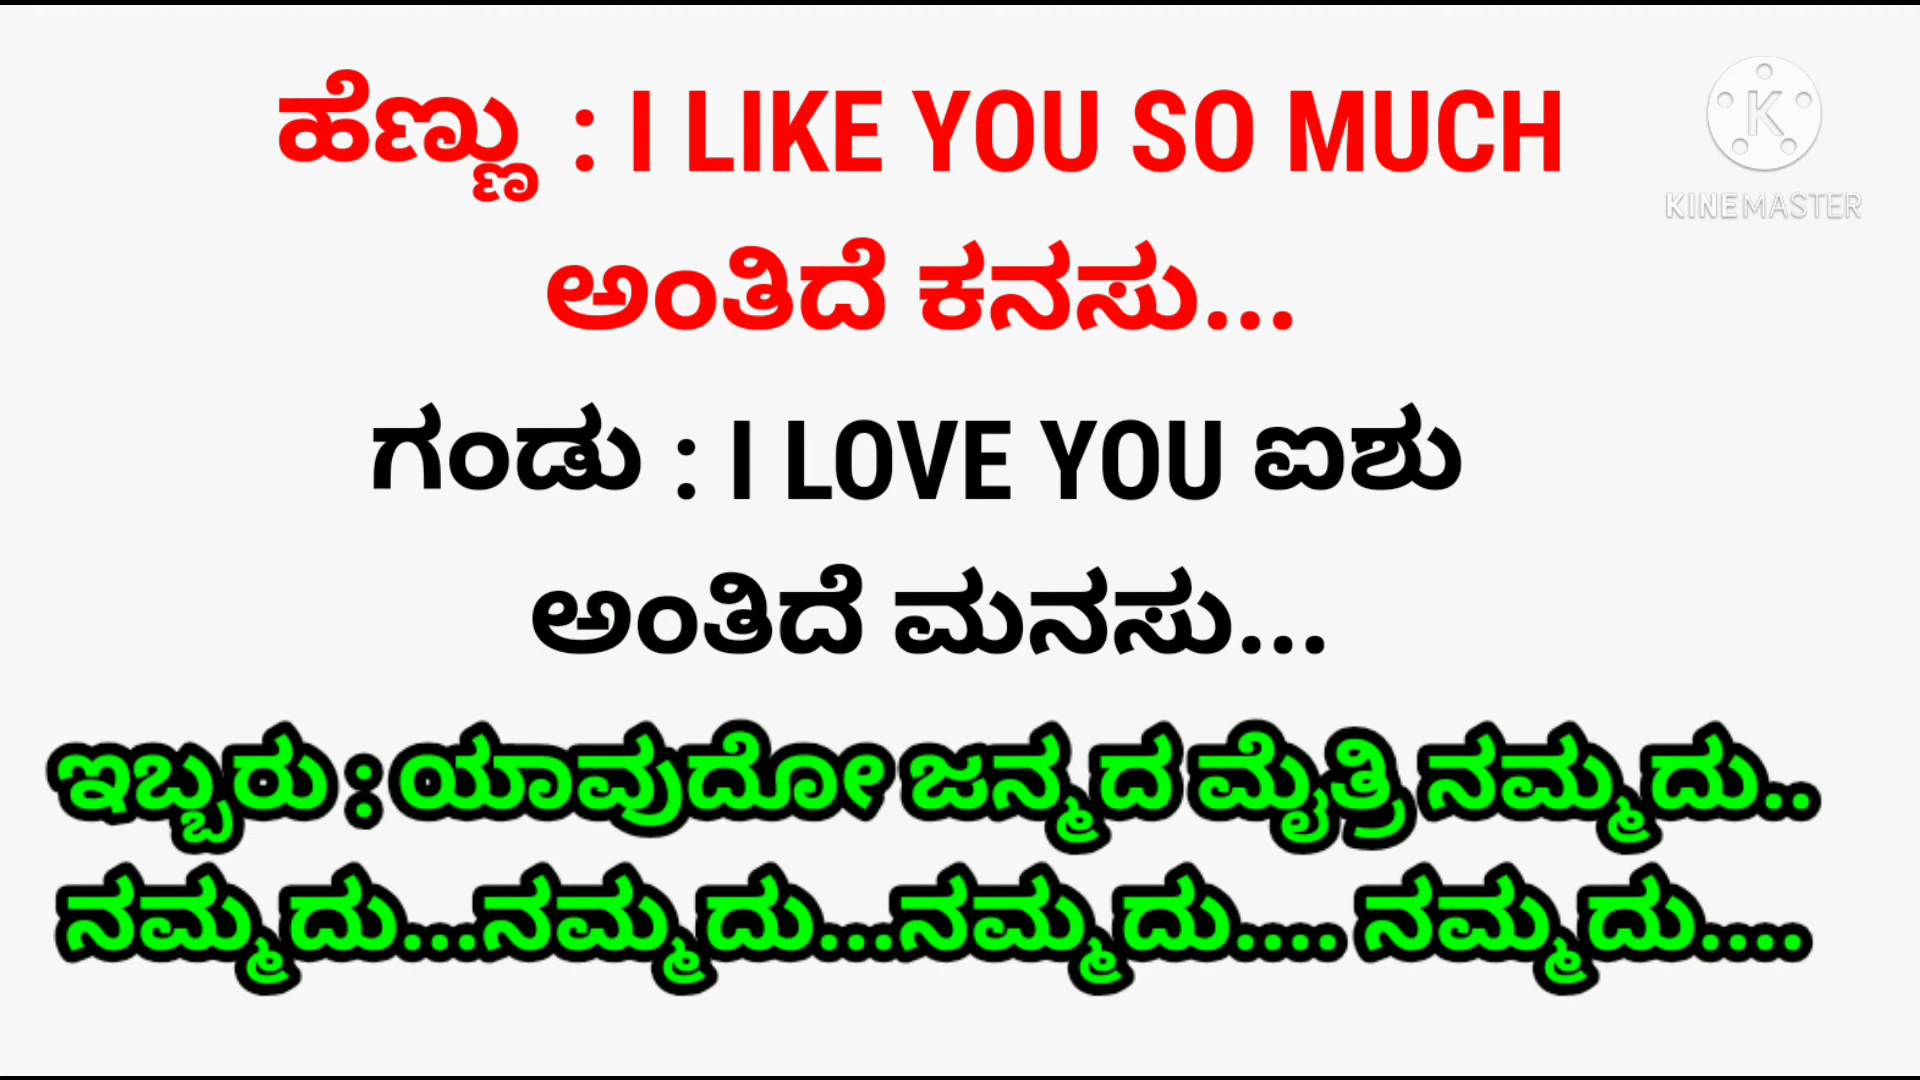 ಹೆಣ್ಣು : I LIKE YOU SO MUCH
KINEMASTER
ಅಂತಿದೆ ಕನಸು...
ಗಂಡು : I LOVE YOU ಐಶು
ಅಂತಿದೆ ಮನಸು...
ಇಬ್ಬರು : ಯಾವುದೋ ಜನ್ಮದ ಮೈತ್ರಿ ನಮ್ಮದು..
ನಮ್ಮದು...ನಮ್ಮದು...ನಮ್ಮದು.... ನಮ್ಮದು....